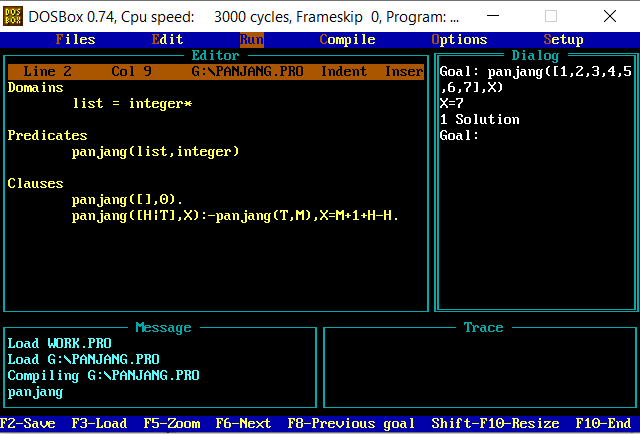 DOSBox 0.74, Cpu speed: 3000 cycles, Frameskip 0, Program: ...
Files Edit Run Compile Options Setup
Editor
Line 2 Col 9 G:\PANJANG.PRO Indent Inser
Domains
list = integer*
Predicates
panjang(list,integer)
Clauses
panjang([],0).
panjang([H¦T],X):-panjang(T,M),X=M+1+H-H.
Dialog
Goal: panjang([1,2,3,4,5
,6,7],X)
X=7
1 Solution
Goal:
Message
Load WORK.PRO
Load G:\PANJANG.PRO
Compiling G:\PANJANG.PRO
panjang
Trace
F2-Save F3-Load F5-Zoom F6-Next F8-Previous goal Shift-F10-Resize F10-End